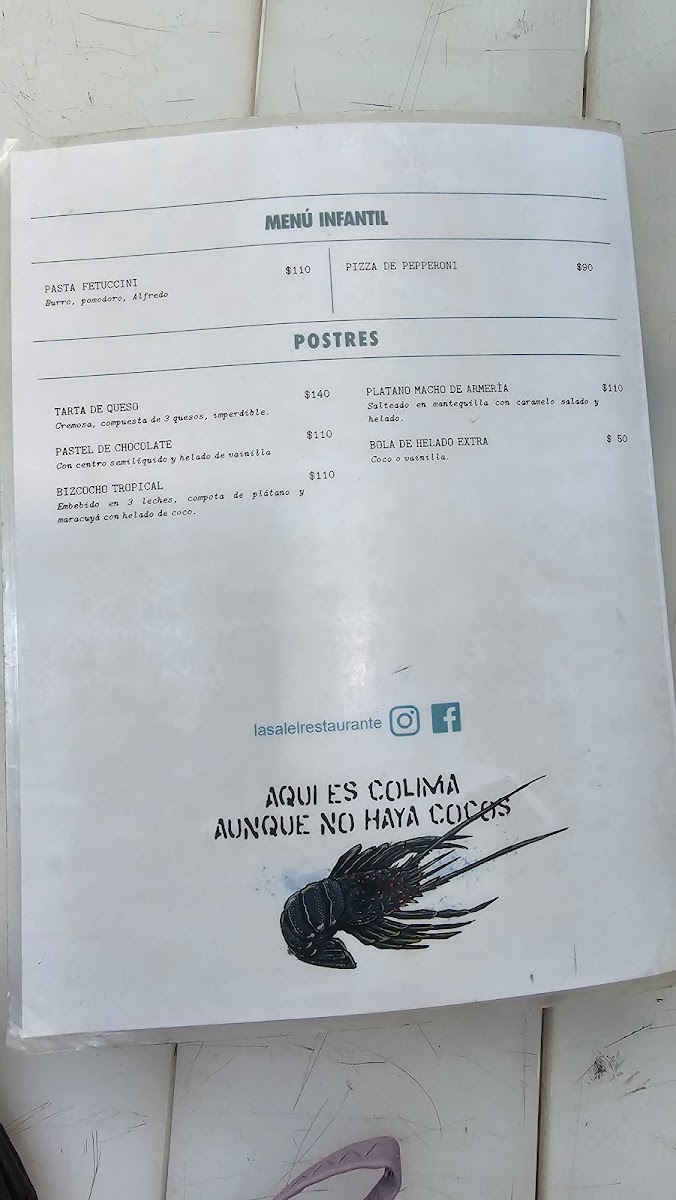 MENÚ INFANTIL
PASTA FETUCCINI $110
Burro, pomodoro, Alfredo
PIZZA DE PEPPERONI $90
POSTRES
TARTA DE QUESO $140
Cremosa, compuesta de 3 quesos, imperdible.
PASTEL DE CHOCOLATE $110
Con centro semilíquido y helado de vainilla
BIZCOCHO TROPICAL $110
Embebido en 3 leches, compota de plátano y
maracuyá con helado de coco.
PLATANO MACHO DE ARMERÍA $110
Salteado en mantequilla con caramelo salado y
helado.
BOLA DE HELADO EXTRA $ 50
Coco o vainilla.
lasalelrestaurante
AQUI ES COLIMA
AUNQUE NO HAYA COCOS